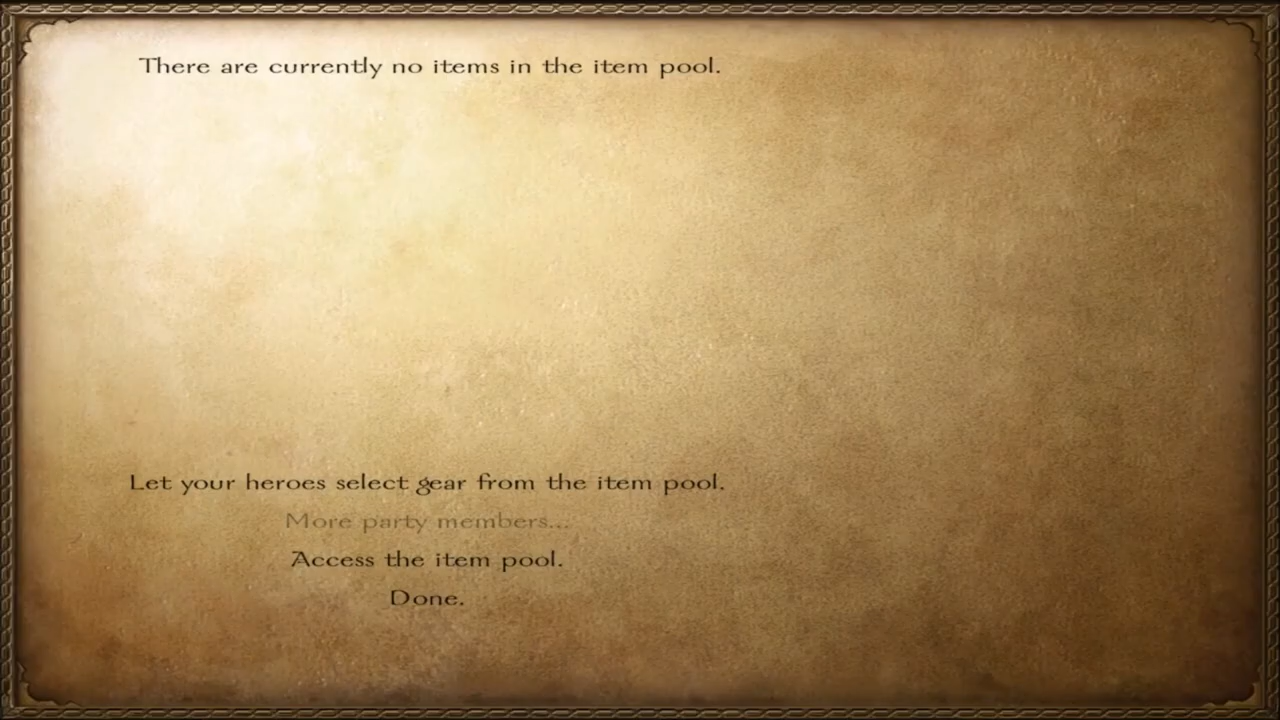 There are currently no items in the item pool.
Let your heroes select gear from the item pool.
More party members...
Access the item pool.
Done.